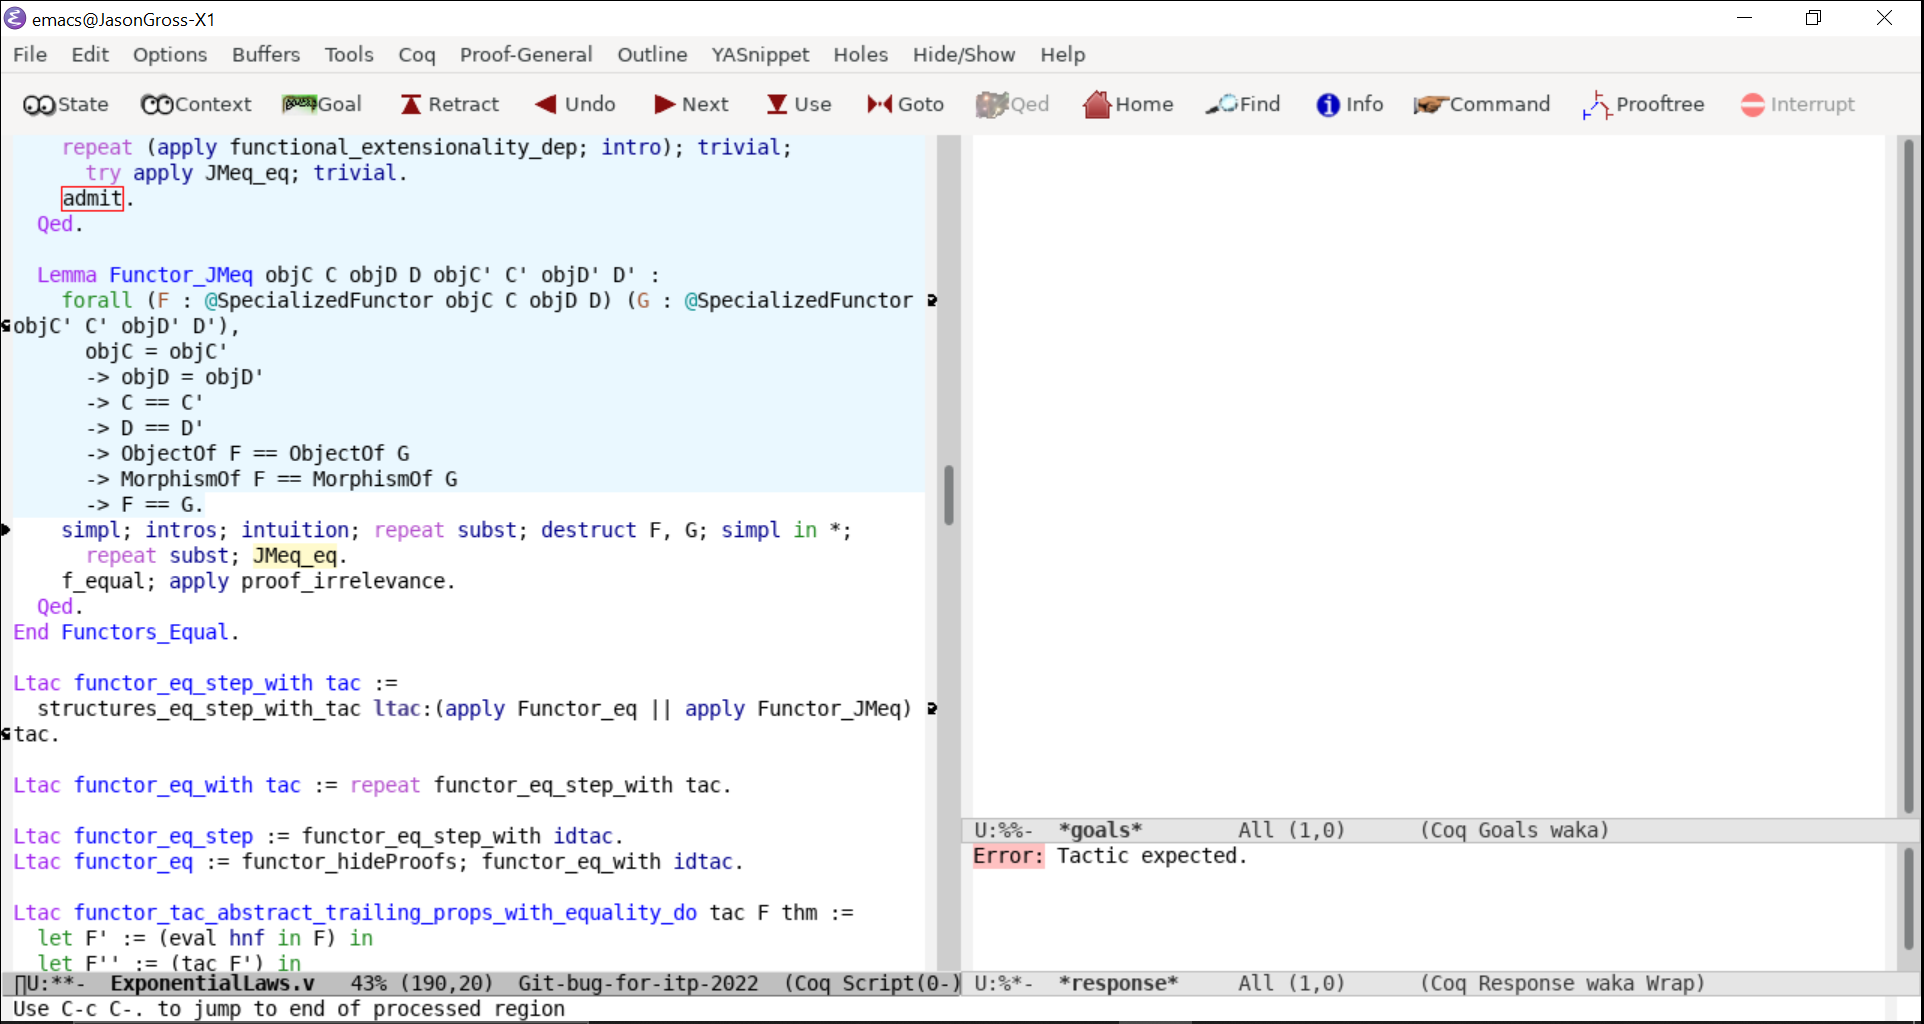 emacs@JasonGross-X1
File Edit Options Buffers Tools Coq Proof-General Outline YASnippet Holes Hide/Show Help
State Context Goal Retract Undo Next Use Goto Qed Home Find Info Command Prooftree Interrupt
repeat (apply functional_extensionality_dep; intro); trivial;
try apply JMeq_eq; trivial.
admit.
Qed.
Lemma Functor_JMeq objC C objD D objC' C' objD' D' :
forall (F : @SpecializedFunctor objC C objD D) (G : @SpecializedFunctor
objC' C' objD' D'),
objC = objC'
-> objD = objD'
-> C == C'
-> D == D'
-> ObjectOf F == ObjectOf G
-> MorphismOf F == MorphismOf G
-> F == G.
simpl; intros; intuition; repeat subst; destruct F, G; simpl in *;
repeat subst; JMeq_eq.
f_equal; apply proof_irrelevance.
Qed.
End Functors_Equal.
Ltac functor_eq_step_with tac :=
structures_eq_step_with_tac ltac:(apply Functor_eq || apply Functor_JMeq)
tac.
Ltac functor_eq_with tac := repeat functor_eq_step_with tac.
Ltac functor_eq_step := functor_eq_step_with idtac.
Ltac functor_eq := functor_hideProofs; functor_eq_with idtac.
Ltac functor_tac_abstract_trailing_props_with_equality_do tac F thm :=
let F' := (eval hnf in F) in
let F'' := (tac F') in
U:**- ExponentialLaws.v 43% (190,20) Git-bug-for-itp-2022 (Coq Script(0-)
U:%%- *goals* All (1,0) (Coq Goals waka)
Error: Tactic expected.
U:%*- *response* All (1,0) (Coq Response waka Wrap)
Use C-c C-. to jump to end of processed region